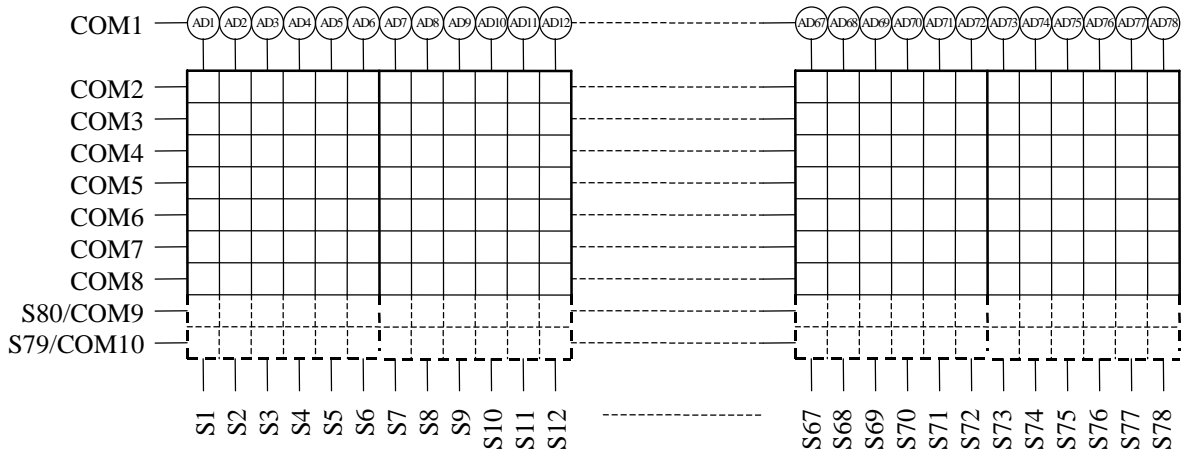 COM1 AD1 AD2 AD3 AD4 AD5 AD6 AD7 AD8 AD9 AD10 AD11 AD12 AD67 AD68 AD69 AD70 AD71 AD72 AD73 AD74 AD75 AD76 AD77 AD78
COM2
COM3
COM4
COM5
COM6
COM7
COM8
S80/COM9
S79/COM10
S1 S2 S3 S4 S5 S6 S7 S8 S9 S10 S11 S12 S67 S68 S69 S70 S71 S72 S73 S74 S75 S76 S77 S78